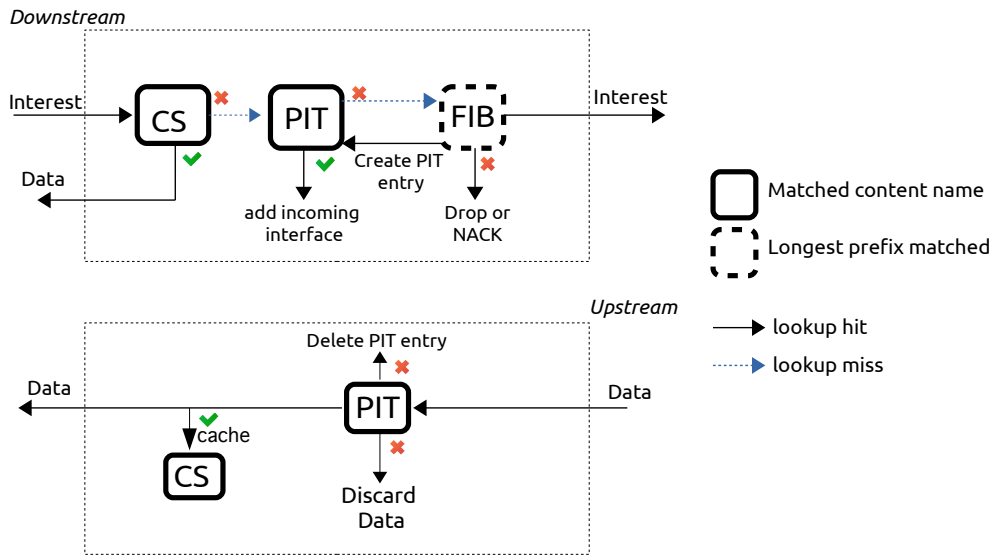 Downstream
Interest
CS
PIT
FIB
Interest
Data
Create PIT
entry
add incoming
interface
Drop or
NACK
Matched content name
Longest prefix matched
Upstream
lookup hit
lookup miss
Delete PIT entry
Data
PIT
Data
cache
CS
Discard
Data